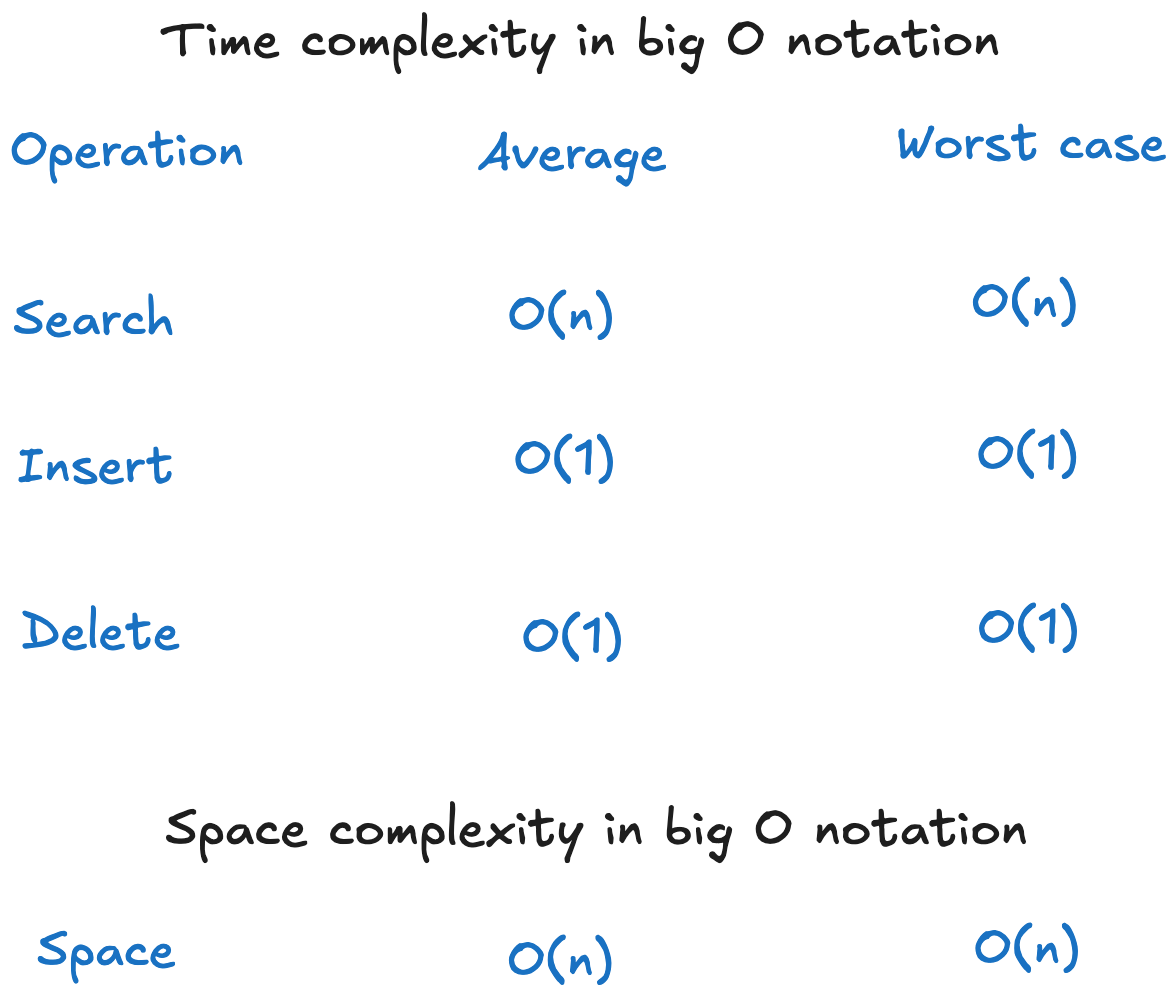 Time complexity in big O notation
Operation Average Worst case
Search O(n) O(n)
Insert O(1) O(1)
Delete O(1) O(1)
Space complexity in big O notation
Space O(n) O(n)